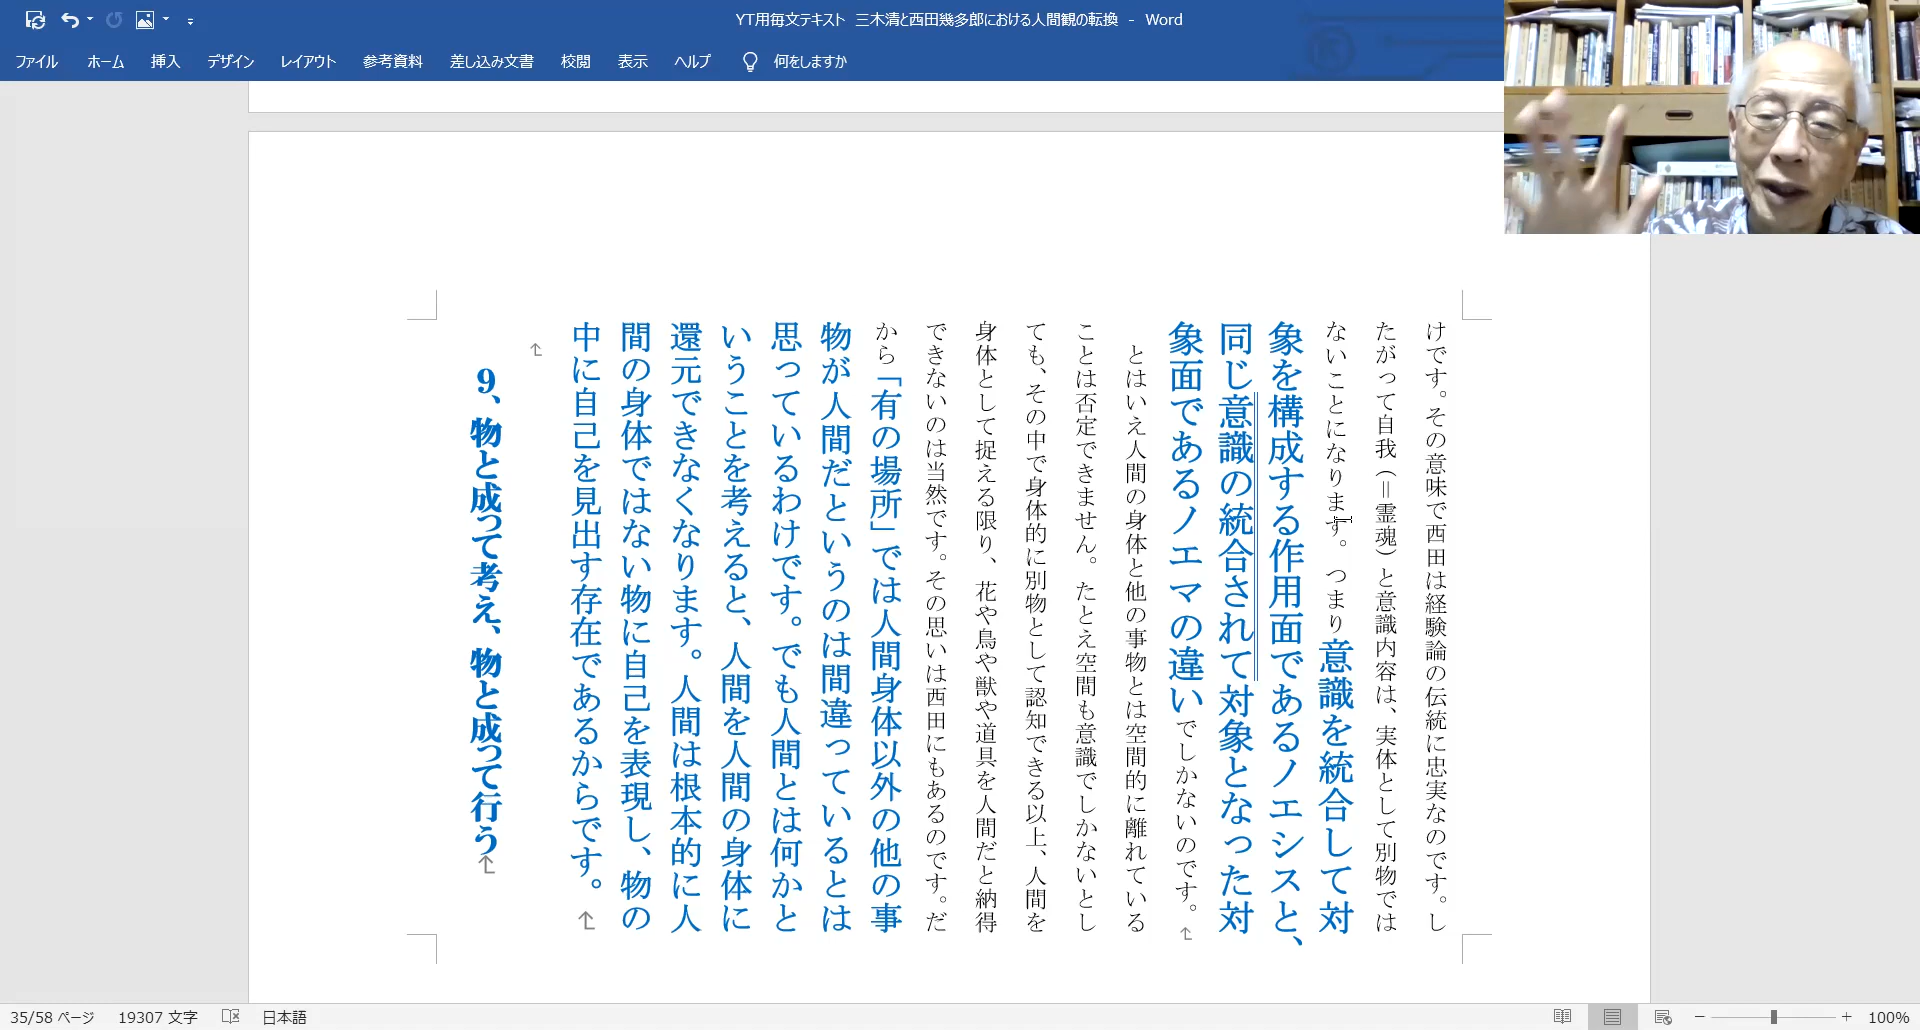 YT用毎文テキスト 三木清と西田幾多郎における人間観の転換 - Word
ファイル ホーム 挿入 デザイン レイアウト 参考資料 差し込み文書 校閲 表示 ヘルプ 何をしますか
けです。その意味で西田は経験論の伝統に忠実なのです。し
たがって自我（＝霊魂）と意識内容は、実体として別物では
ないことになります。つまり意識を統合して対
象を構成する作用面であるノエシスと、
同じ意識の統合されて対象となった対
象面であるノエマの違いでしかないのです。
とはいえ人間の身体と他の事物とは空間的に離れている
ことは否定できません。たとえ空間も意識でしかないとし
ても、その中で身体的に別物として認知できる以上、人間を
身体として捉える限り、花や鳥や獣や道具を人間だと納得
できないのは当然です。その思いは西田にもあるのです。だ
から「有の場所」では人間身体以外の他の事
物が人間だというのは間違っているとは
思っているわけです。でも人間とは何かと
いうことを考えると、人間を人間の身体に
還元できなくなります。人間は根本的に人
間の身体ではない物に自己を表現し、物の
中に自己を見出す存在であるからです。
9、物と成って考え、物と成って行う
35/58 ページ 19307 文字 日本語 100%